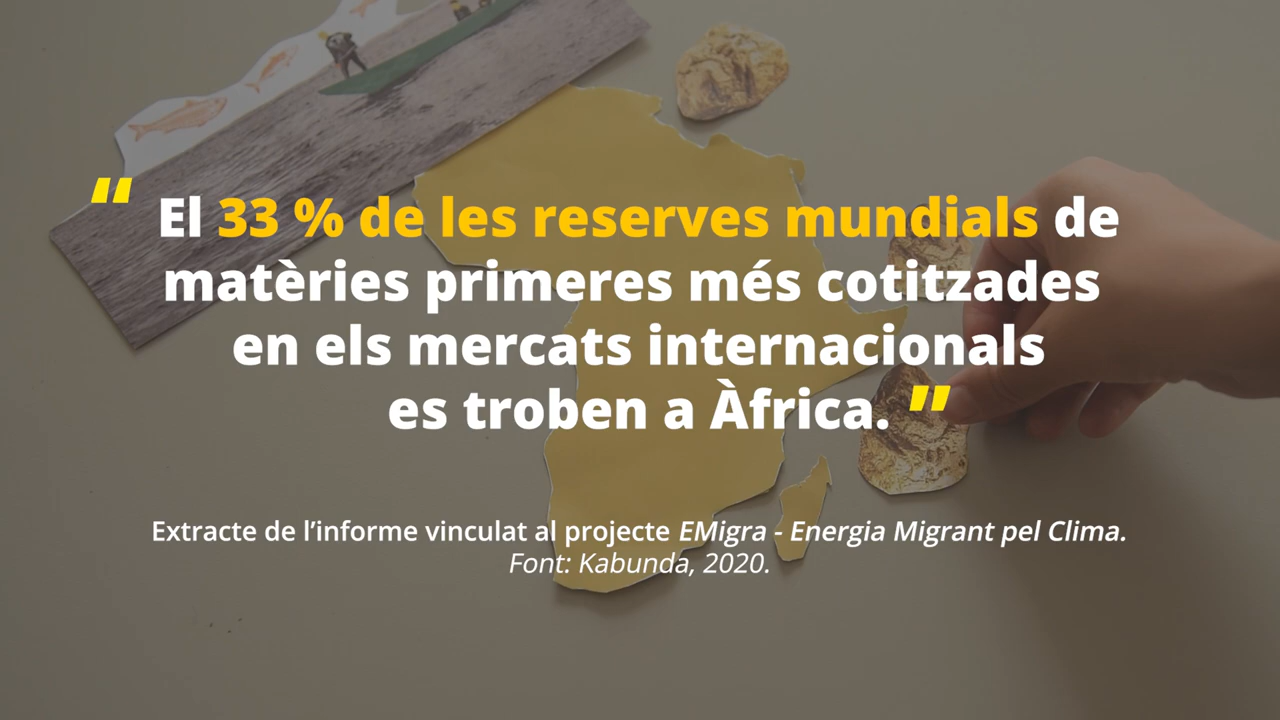 “ El 33 % de les reserves mundials de
matèries primeres més cotitzades
en els mercats internacionals
es troben a Àfrica. ”
Extracte de l’informe vinculat al projecte EMigra - Energia Migrant pel Clima.
Font: Kabunda, 2020.